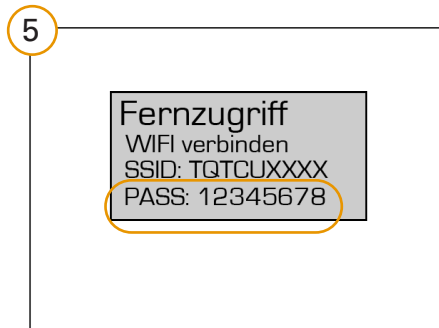 5
Fernzugriff
WIFI verbinden
SSID: TQTCUXXXX
PASS: 12345678